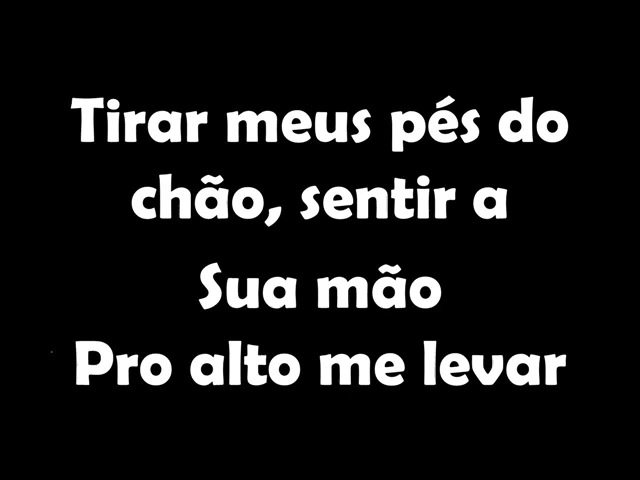 Tirar meus pés do
chão, sentir a
Sua mão
Pro alto me levar